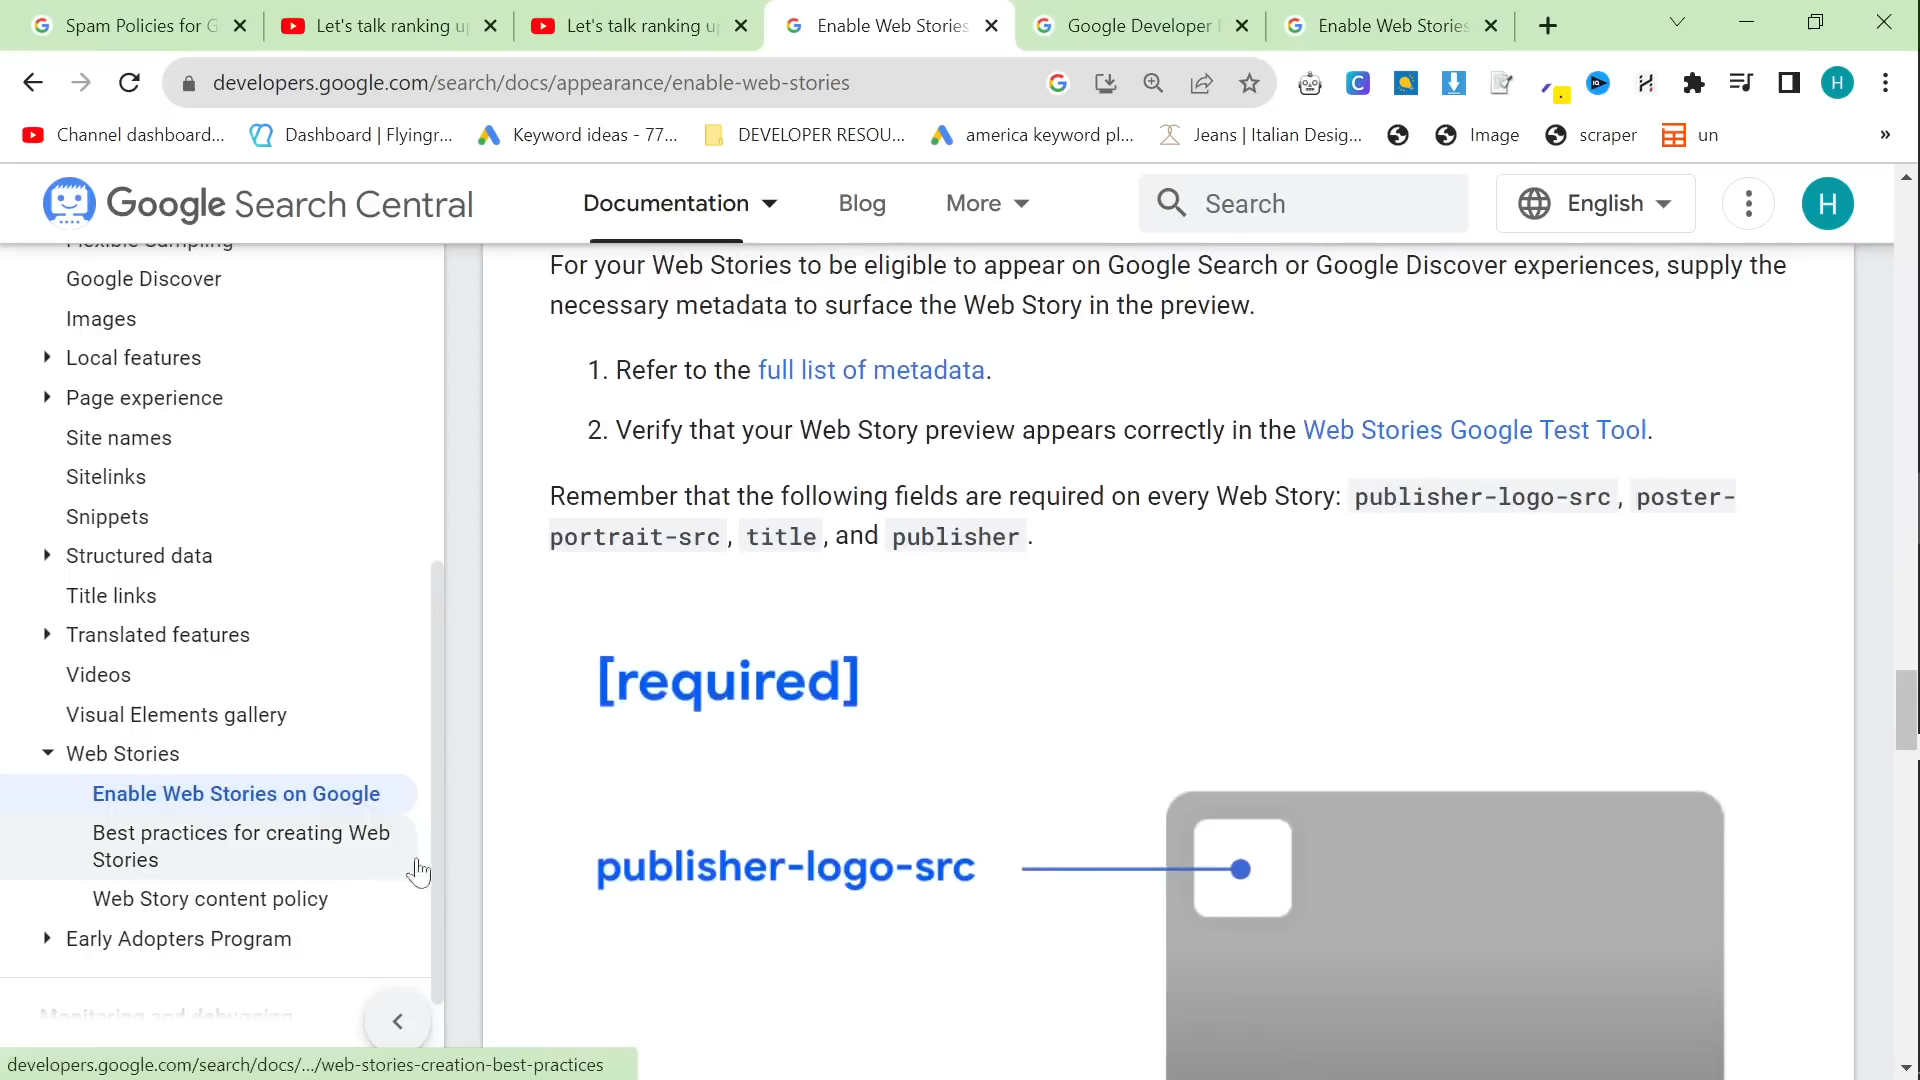 Spam Policies for G
Let's talk ranking u
Let's talk ranking u
Enable Web Stories
Google Developer
Enable Web Stories
developers.google.com/search/docs/appearance/enable-web-stories
H
Channel dashboard...
Dashboard | Flyingr...
Keyword ideas - 77...
DEVELOPER RESOU...
america keyword pl...
Jeans | Italian Desig...
Image
scraper
un
»
Google Search Central
Documentation
Blog
More
Search
English
H
Flexible Sampling
Google Discover
Images
Local features
Page experience
Site names
Sitelinks
Snippets
Structured data
Title links
Translated features
Videos
Visual Elements gallery
Web Stories
Enable Web Stories on Google
Best practices for creating Web
Stories
Web Story content policy
Early Adopters Program
Monitoring and debugging
For your Web Stories to be eligible to appear on Google Search or Google Discover experiences, supply the
necessary metadata to surface the Web Story in the preview.
1. Refer to the full list of metadata.
2. Verify that your Web Story preview appears correctly in the Web Stories Google Test Tool.
Remember that the following fields are required on every Web Story: publisher-logo-src, poster-
portrait-src, title, and publisher.
[required]
publisher-logo-src
developers.google.com/search/docs/.../web-stories-creation-best-practices